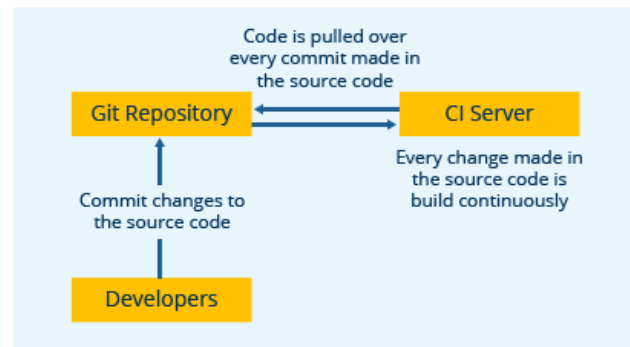 Code is pulled over
every commit made in
the source code
Git Repository
CI Server
Every change made in
the source code is
build continuously
Commit changes to
the source code
Developers